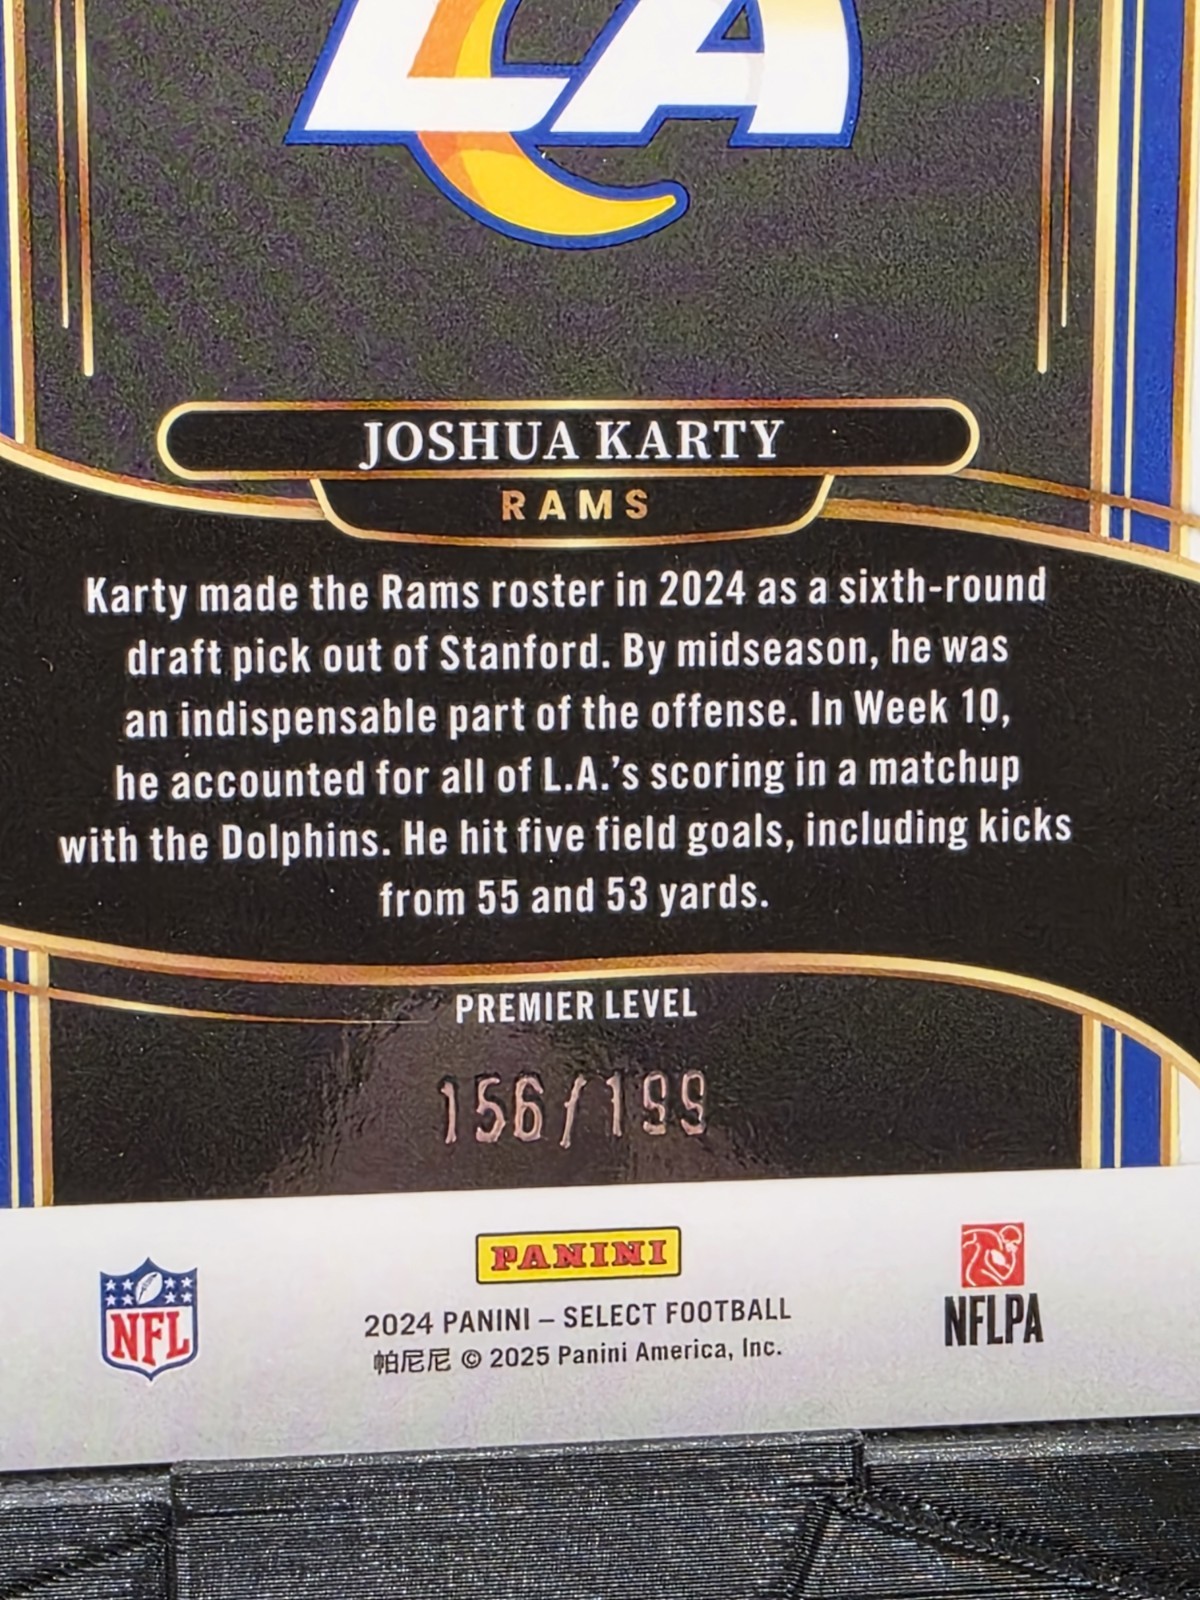 LA
JOSHUA KARTY
RAMS
Karty made the Rams roster in 2024 as a sixth-round
draft pick out of Stanford. By midseason, he was
an indispensable part of the offense. In Week 10,
he accounted for all of L.A.'s scoring in a matchup
with the Dolphins. He hit five field goals, including kicks
from 55 and 53 yards.
PREMIER LEVEL
156/199
PANINI
NFL
NFLPA
2024 PANINI – SELECT FOOTBALL
帕尼尼 © 2025 Panini America, Inc.